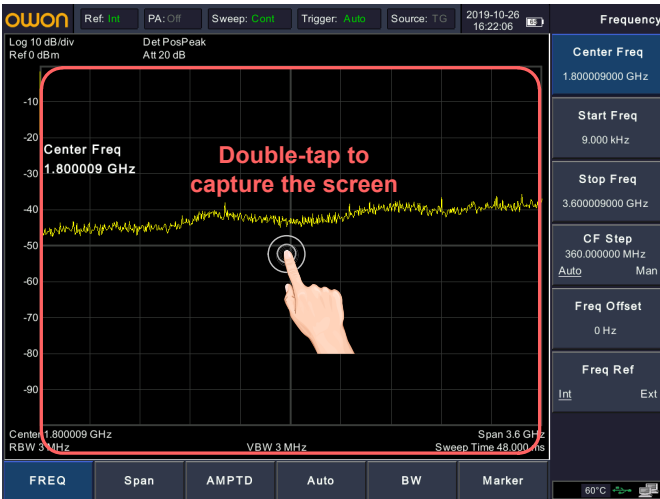 owon
Ref: Int
PA: Off
Sweep: Cont
Trigger: Auto
Source: TG
2019-10-26
16:22:06
Frequency
Log 10 dB/div
Det PosPeak
Ref 0 dBm
Att 20 dB
-10
-20
-30
-40
-50
-60
-70
-80
-90
Center Freq
1.800009 GHz
Double-tap to
capture the screen
Center 1.800009 GHz
Span 3.6 GHz
RBW 3 MHz
VBW 3 MHz
Sweep Time 48.000 ms
Center Freq
1.800009000 GHz
Start Freq
9.000 kHz
Stop Freq
3.600009000 GHz
CF Step
360.000000 MHz
Auto Man
Freq Offset
0 Hz
Freq Ref
Int Ext
FREQ
Span
AMPTD
Auto
BW
Marker
60°C